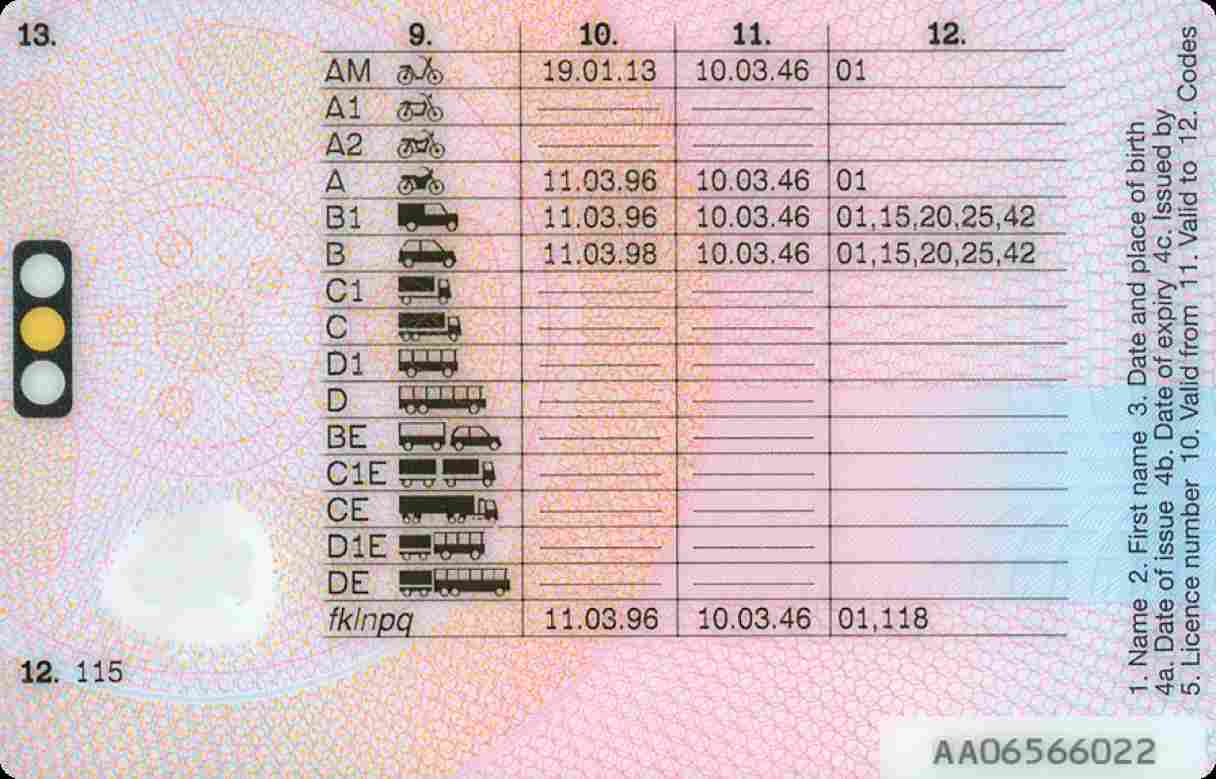 13.
9. 10. 11. 12.
AM 19.01.13 10.03.46 01
A1
A2
A 11.03.96 10.03.46 01
B1 11.03.96 10.03.46 01,15,20,25,42
B 11.03.98 10.03.46 01,15,20,25,42
C1
C
D1
D
BE
C1E
CE
D1E
DE
fklnpq 11.03.96 10.03.46 01,118
12. 115
1. Name 2. First name 3. Date and place of birth
4a. Date of issue 4b. Date of expiry 4c. Issued by
5. Licence number 10. Valid from 11. Valid to 12. Codes
AA06566022